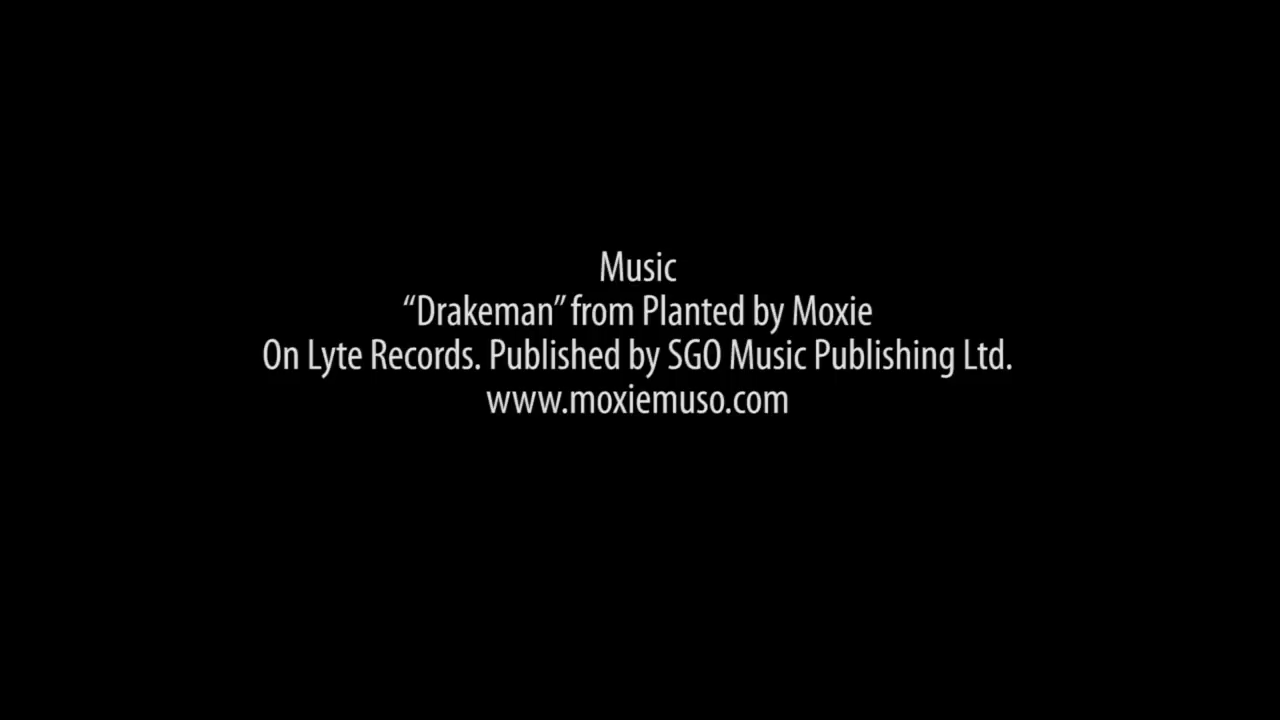 Music
“Drakeman” from Planted by Moxie
On Lyte Records. Published by SGO Music Publishing Ltd.
www.moxiemuso.com